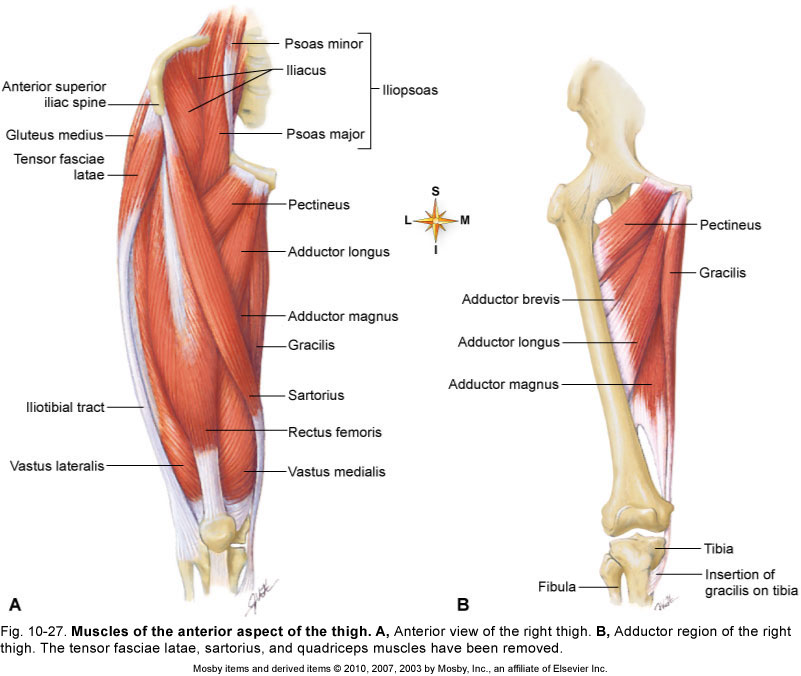 Psoas minor
Iliacus
Iliopsoas
Psoas major
Anterior superior
iliac spine
Gluteus medius
Tensor fasciae
latae
Pectineus
Adductor longus
Adductor magnus
Gracilis
Sartorius
Rectus femoris
Vastus medialis
Iliotibial tract
Vastus lateralis
A
S
L
M
I
Pectineus
Gracilis
Adductor brevis
Adductor longus
Adductor magnus
Tibia
Fibula
Insertion of
gracilis on tibia
B
Fig. 10-27. Muscles of the anterior aspect of the thigh. A, Anterior view of the right thigh. B, Adductor region of the right
thigh. The tensor fasciae latae, sartorius, and quadriceps muscles have been removed.
Mosby items and derived items © 2010, 2007, 2003 by Mosby, Inc., an affiliate of Elsevier Inc.